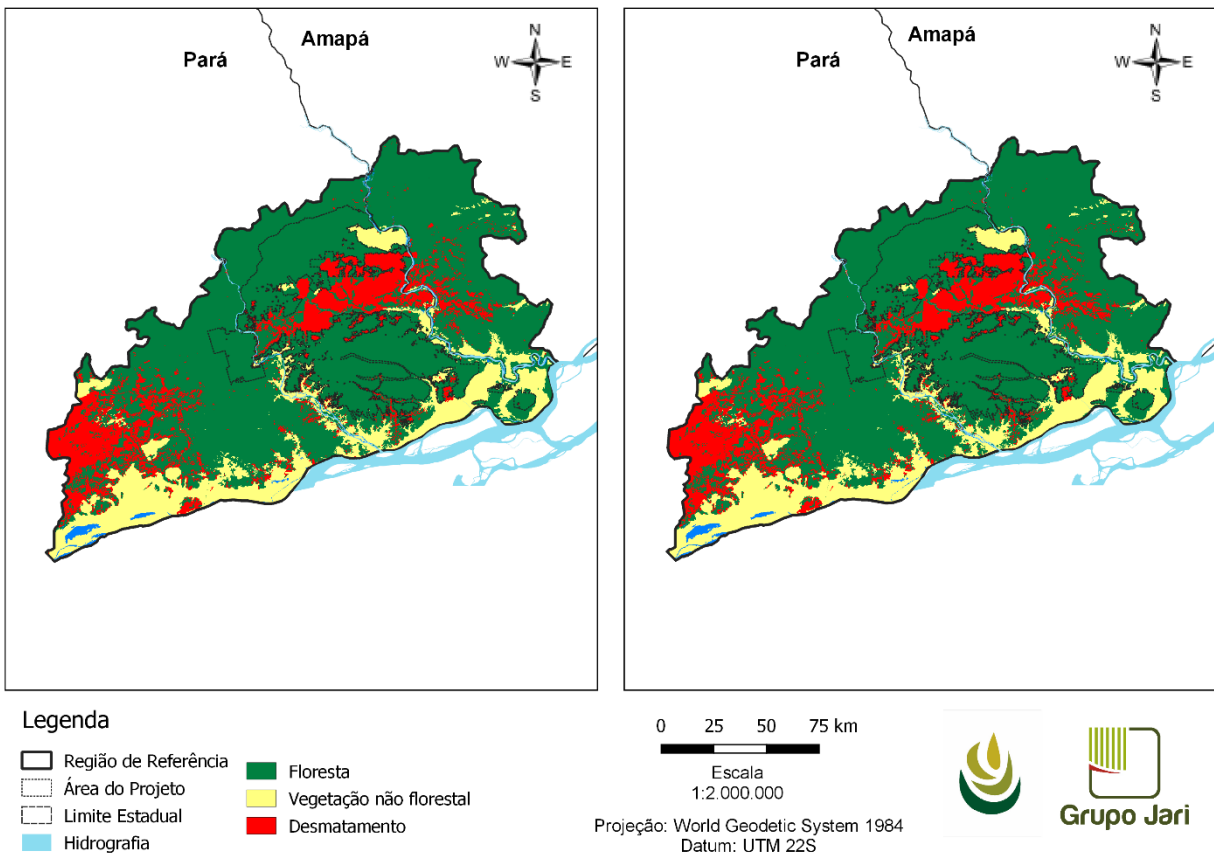 Pará
Amapá
N
W
E
S
Pará
Amapá
N
W
E
S
Legenda
Região de Referência
Área do Projeto
Limite Estadual
Hidrografia
Floresta
Vegetação não florestal
Desmatamento
0 25 50 75 km
Escala
1:2.000.000
Projeção: World Geodetic System 1984
Datum: UTM 22S
Grupo Jari